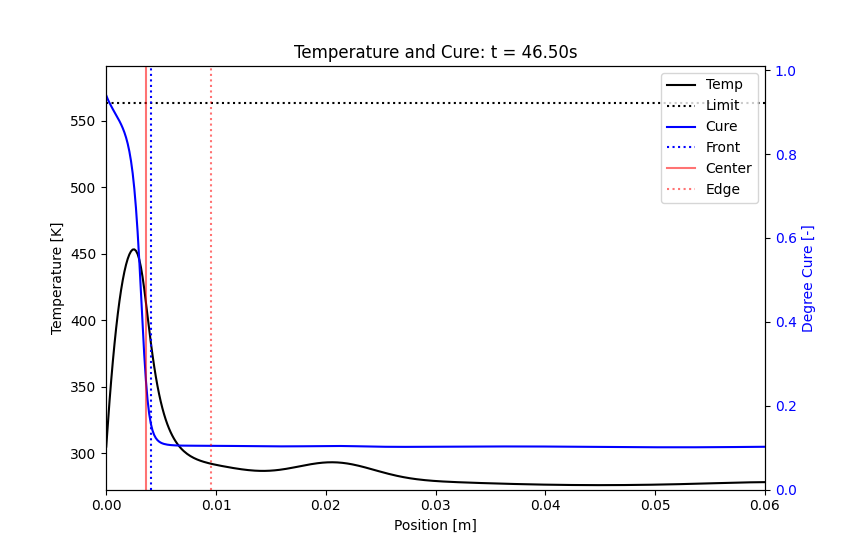 Temperature and Cure: t = 46.50s
Temperature [K]
550
500
450
400
350
300
Temp
Limit
Cure
Front
Center
Edge
1.0
0.8
0.6
0.4
0.2
0.0
Degree Cure [-]
0.00
0.01
0.02
0.03
0.04
0.05
0.06
Position [m]